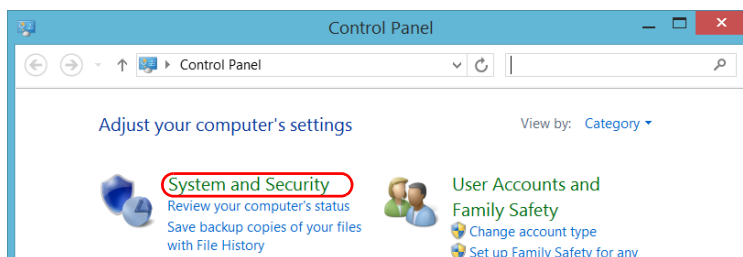 Control Panel
Control Panel
Adjust your computer's settings
View by: Category
System and Security
Review your computer's status
Save backup copies of your files
with File History
User Accounts and
Family Safety
Change account type
Set up Family Safety for any